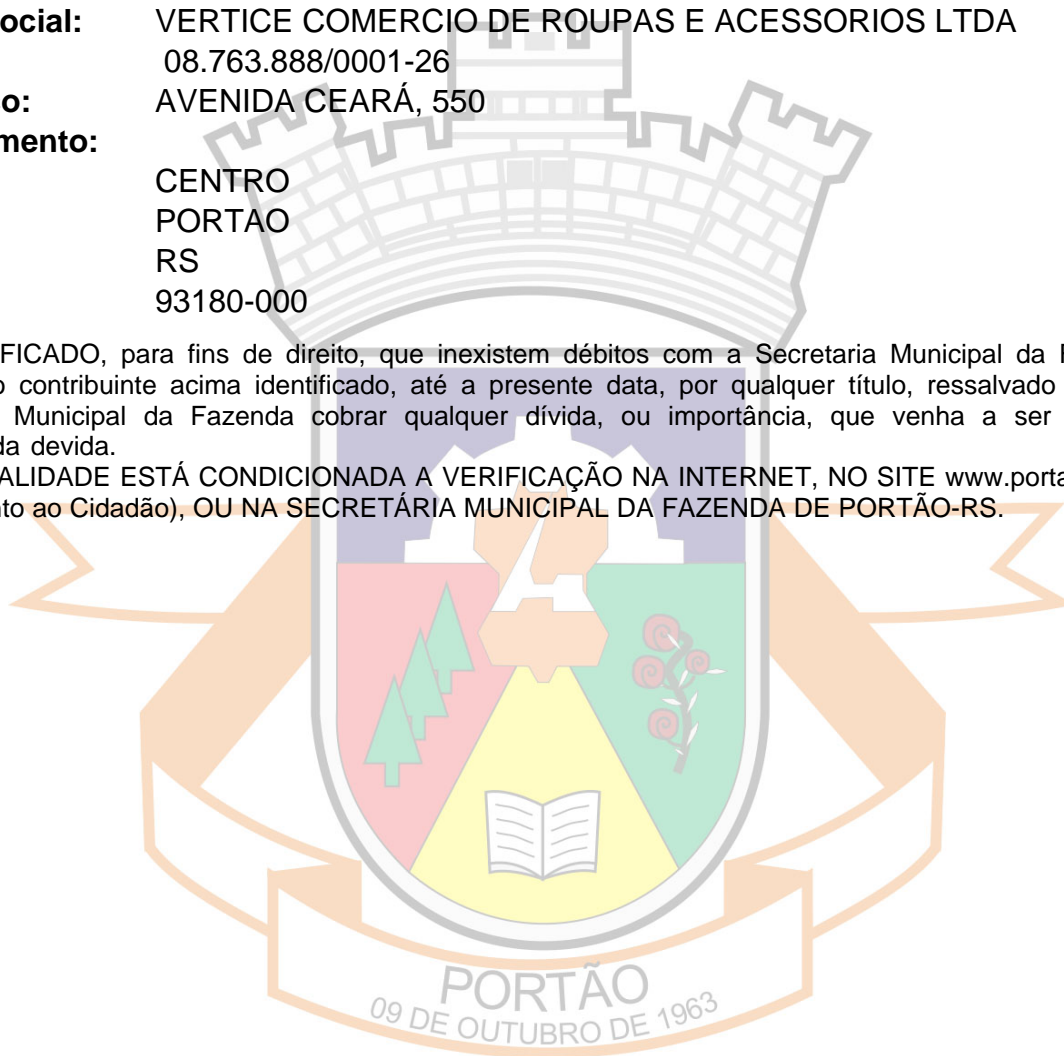 ocial: VERTICE COMERCIO DE ROUPAS E ACESSORIOS LTDA
08.763.888/0001-26
o: AVENIDA CEARÁ, 550
mento:
CENTRO
PORTAO
RS
93180-000
FICADO, para fins de direito, que inexistem débitos com a Secretaria Municipal da
o contribuinte acima identificado, até a presente data, por qualquer título, ressalvado
Municipal da Fazenda cobrar qualquer dívida, ou importância, que venha a ser
da devida.
ALIDADE ESTÁ CONDICIONADA A VERIFICAÇÃO NA INTERNET, NO SITE www.porta
to ao Cidadão), OU NA SECRETÁRIA MUNICIPAL DA FAZENDA DE PORTÃO-RS.
PORTÃO
09 DE OUTUBRO DE 1963